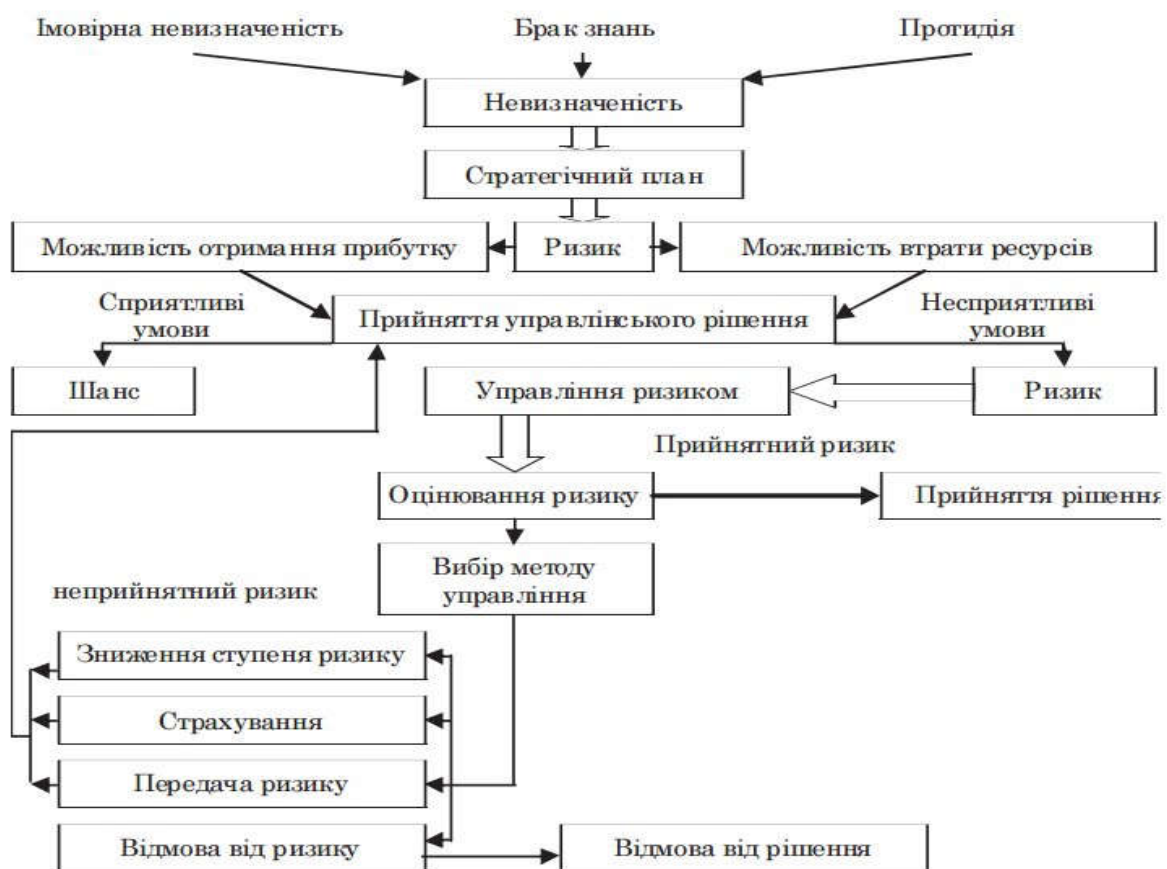 Імовірна невизначеність
Брак знань
Протидія
Невизначеність
Стратегічний план
Можливість отримання прибутку
Ризик
Можливість втрати ресурсів
Сприятливі
умови
Прийняття управлінського рішення
Несприятливі
умови
Шанс
Управління ризиком
Ризик
Прийнятний ризик
Оцінювання ризику
Прийняття рішення
Вибір методу
управління
неприйнятний ризик
Зниження ступеня ризику
Страхування
Передача ризику
Відмова від ризику
Відмова від рішення